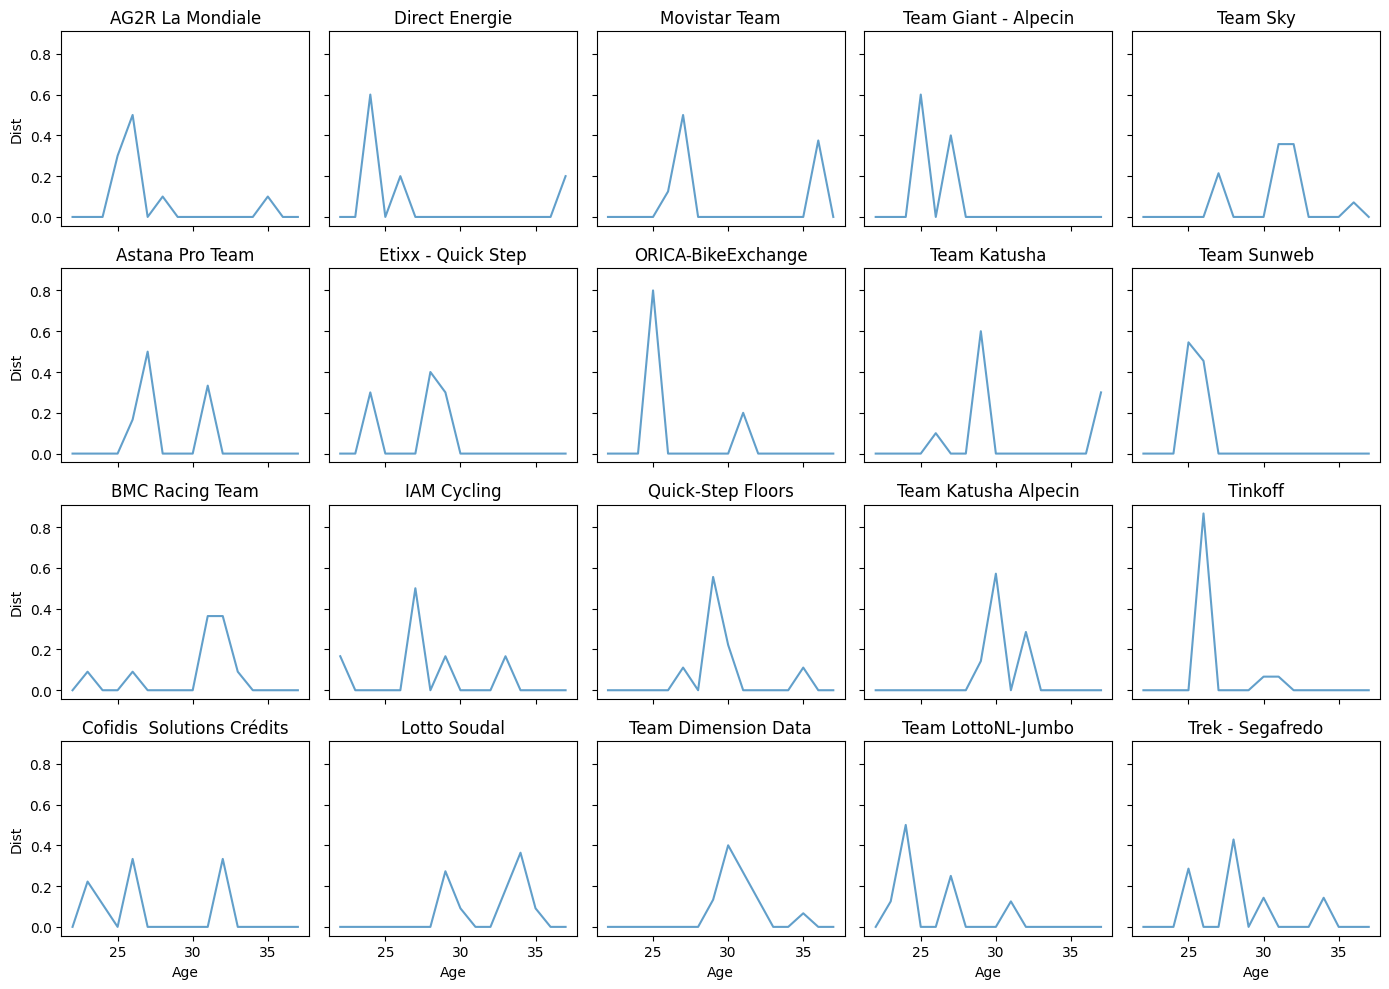 AG2R La Mondiale Direct Energie Movistar Team Team Giant - Alpecin Team Sky
0.8
0.6
0.4
0.2
0.0
Dist
Astana Pro Team Etixx - Quick Step ORICA-BikeExchange Team Katusha Team Sunweb
0.8
0.6
0.4
0.2
0.0
Dist
BMC Racing Team IAM Cycling Quick-Step Floors Team Katusha Alpecin Tinkoff
0.8
0.6
0.4
0.2
0.0
Dist
Cofidis  Solutions Crédits Lotto Soudal Team Dimension Data Team LottoNL-Jumbo Trek - Segafredo
0.8
0.6
0.4
0.2
0.0
Dist
25 30 35 25 30 35 25 30 35 25 30 35 25 30 35
Age Age Age Age Age